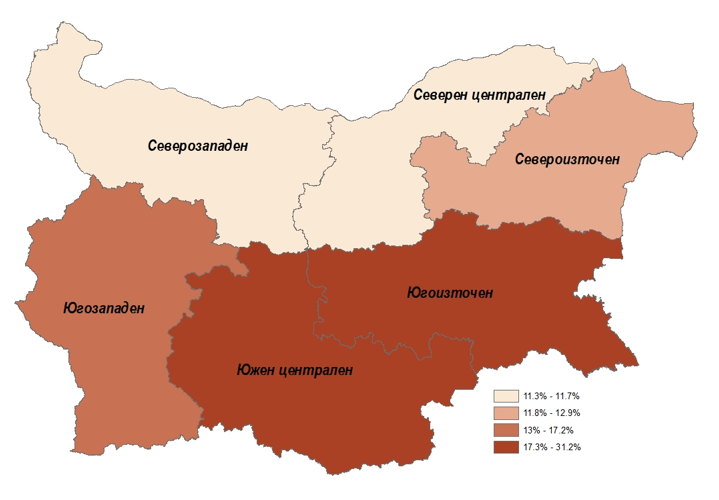 Северен централен
Северозападен
Североизточен
Югозападен
Югоизточен
Южен централен
11.3% - 11.7%
11.8% - 12.9%
13% - 17.2%
17.3% - 31.2%